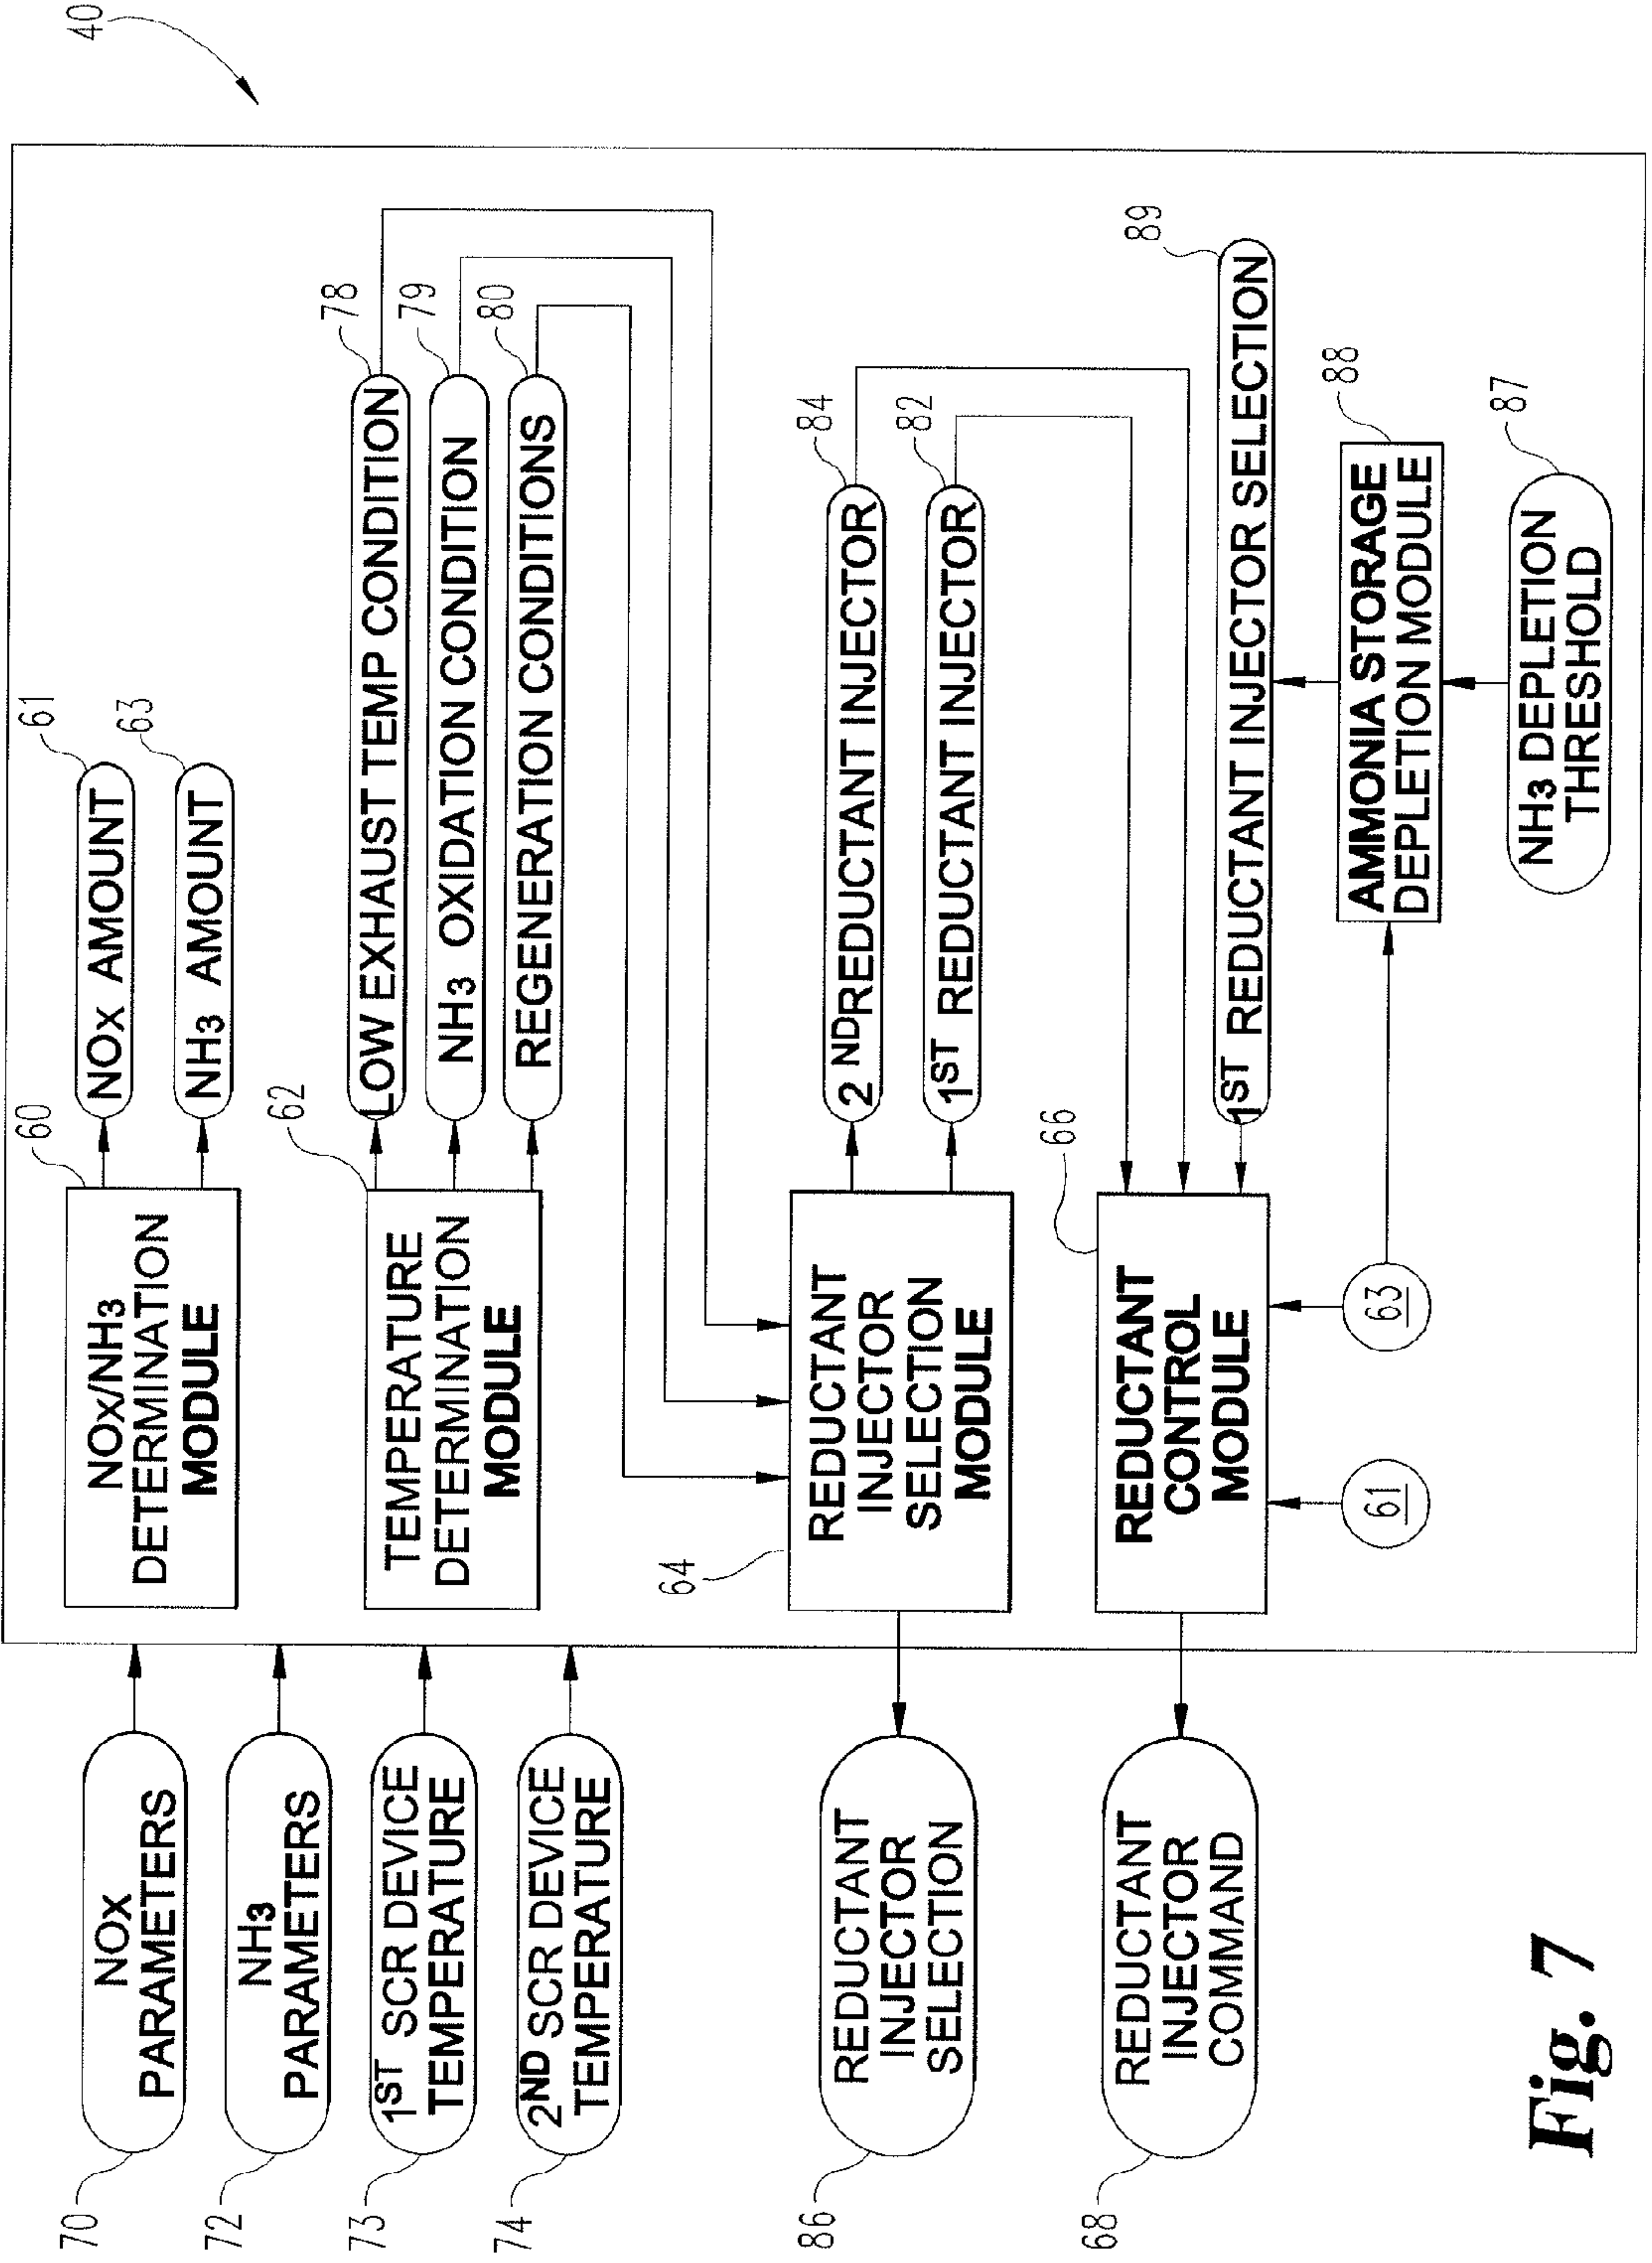 40
70
NOx
PARAMETERS
72
NH3
PARAMETERS
73
1ST SCR DEVICE
TEMPERATURE
74
2ND SCR DEVICE
TEMPERATURE
60
NOx/NH3
DETERMINATION
MODULE
61
NOx AMOUNT
63
NH3 AMOUNT
62
TEMPERATURE
DETERMINATION
MODULE
78
LOW EXHAUST TEMP CONDITION
79
NH3 OXIDATION CONDITION
80
REGENERATION CONDITIONS
86
REDUCTANT
INJECTOR
SELECTION
64
REDUCTANT
INJECTOR
SELECTION
MODULE
84
2ND REDUCTANT INJECTOR
82
1ST REDUCTANT INJECTOR
68
REDUCTANT
INJECTOR
COMMAND
66
REDUCTANT
CONTROL
MODULE
89
1ST REDUCTANT INJECTOR SELECTION
61
63
88
AMMONIA STORAGE
DEPLETION MODULE
87
NH3 DEPLETION
THRESHOLD
Fig. 7